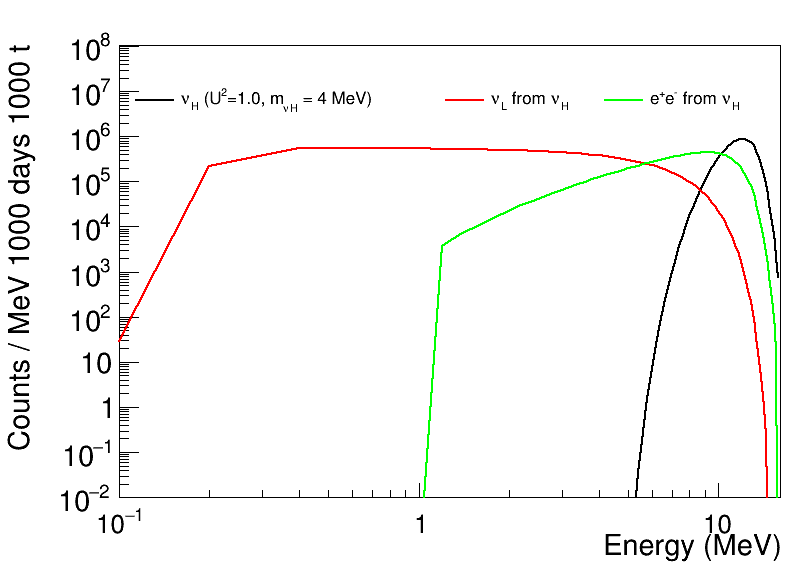 Counts / MeV 1000 days 1000 t
10⁸
10⁷
10⁶
10⁵
10⁴
10³
10²
10
1
10⁻¹
10⁻²
ν_H (U²=1.0, m_νH = 4 MeV)
ν_L from ν_H
e⁺e⁻ from ν_H
10⁻¹
1
10
Energy (MeV)